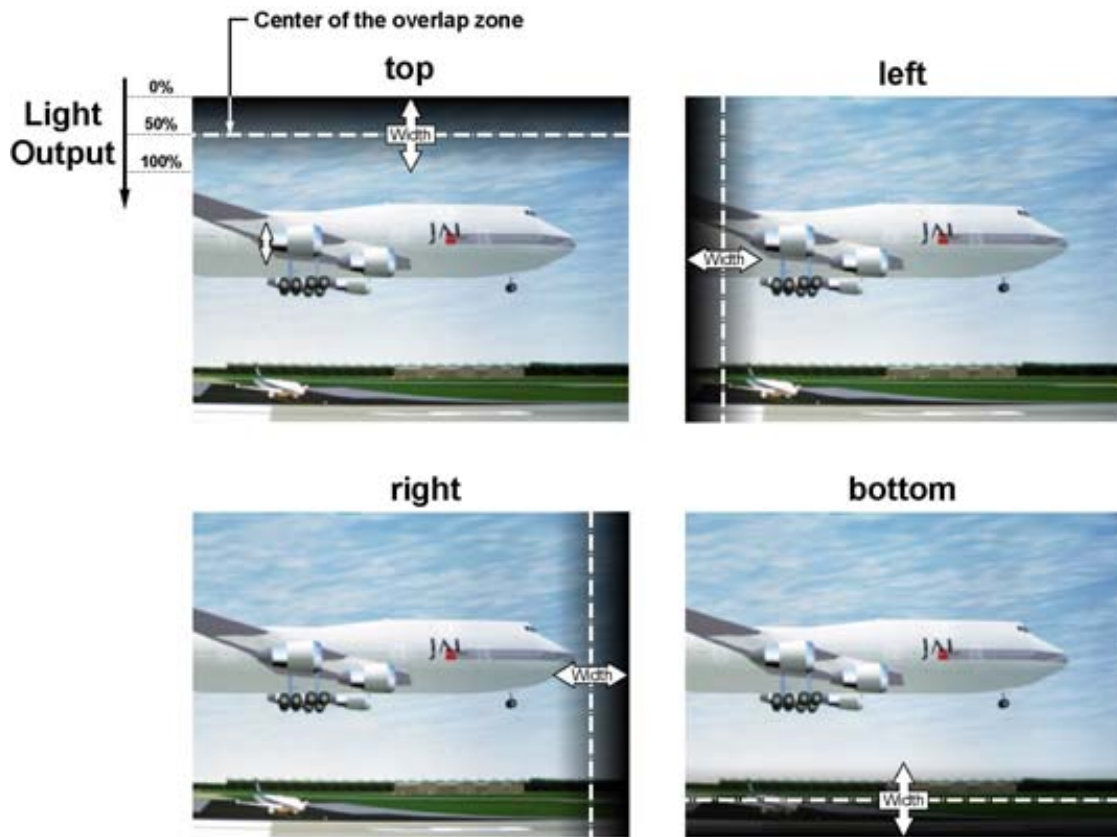 Center of the overlap zone
top
left
0%
Light
Output
50%
100%
Width
JAL
Width
JAL
right
bottom
JAL
Width
JAL
Width